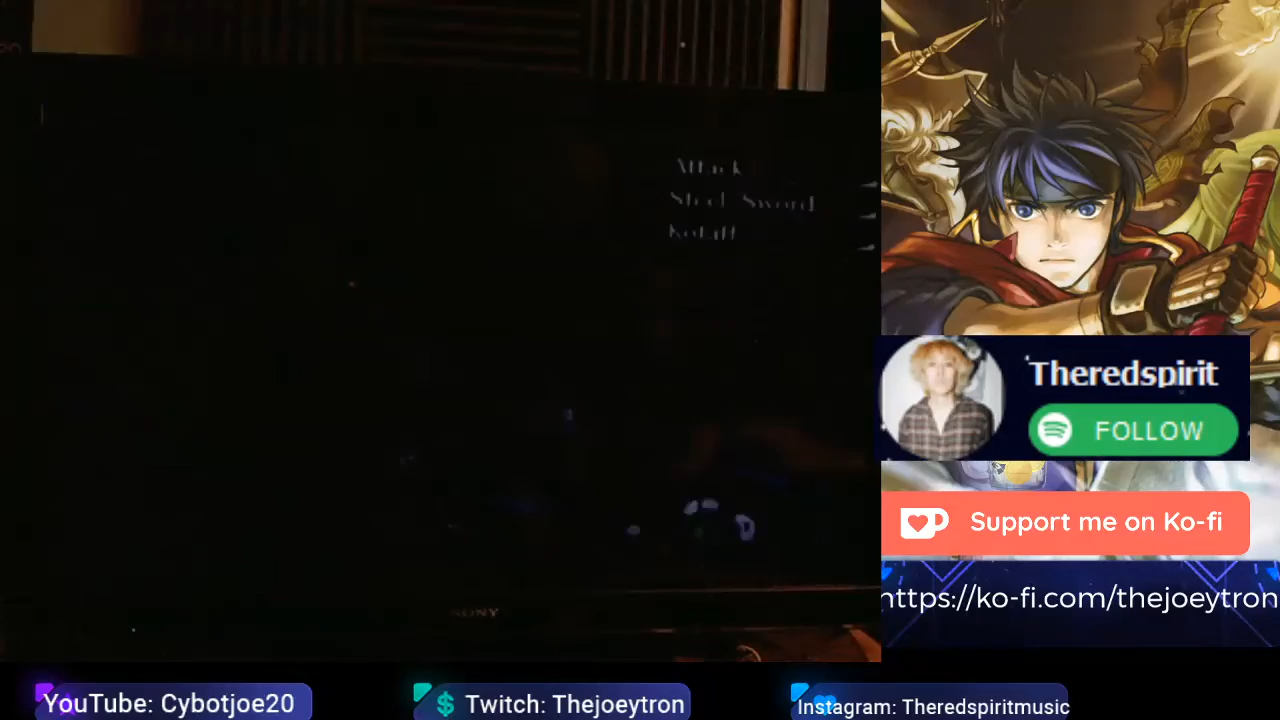 Attack
Steel Sword
SONY
Theredspirit
FOLLOW
Support me on Ko-fi
https://ko-fi.com/thejoeytron
YouTube: Cybotjoe20
$ Twitch: Thejoeytron
Instagram: Theredspiritmusic